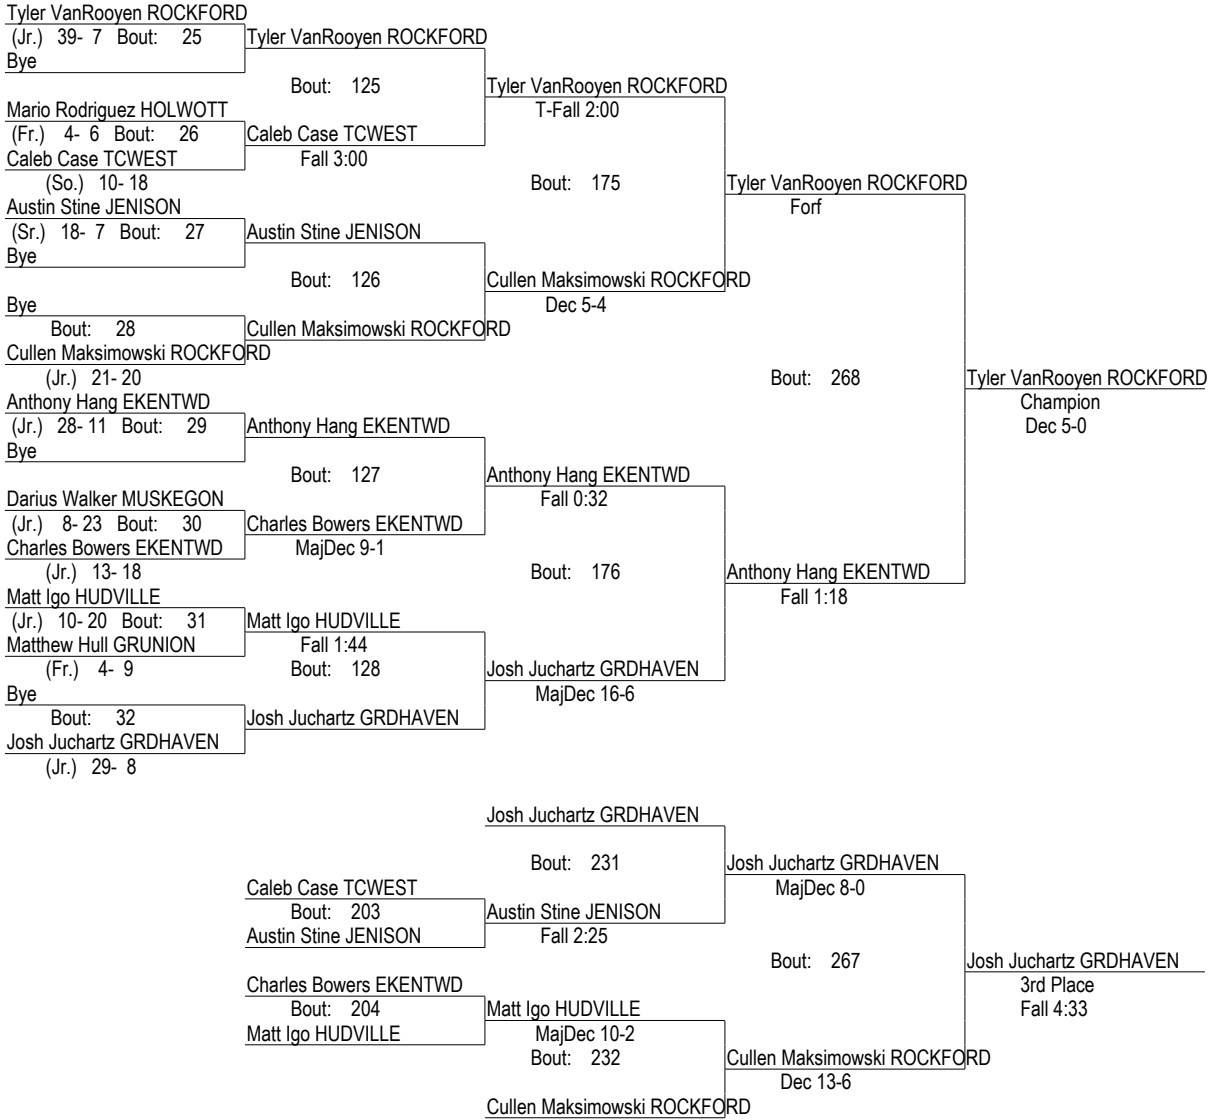 Tyler VanRooyen ROCKFORD
(Jr.) 39- 7 Bout: 25 Tyler VanRooyen ROCKFORD
Bye
Bout: 125 Tyler VanRooyen ROCKFORD
Mario Rodriguez HOLWOTT T-Fall 2:00
(Fr.) 4- 6 Bout: 26 Caleb Case TCWEST
Caleb Case TCWEST Fall 3:00
(So.) 10- 18 Bout: 175 Tyler VanRooyen ROCKFORD
Austin Stine JENISON Forf
(Sr.) 18- 7 Bout: 27 Austin Stine JENISON
Bye
Bout: 126 Cullen Maksimowski ROCKFORD
Bye Dec 5-4
Bout: 28 Cullen Maksimowski ROCKFORD
Cullen Maksimowski ROCKFORD
(Jr.) 21- 20 Bout: 268 Tyler VanRooyen ROCKFORD
Anthony Hang EKENTWD Champion
(Jr.) 28- 11 Bout: 29 Anthony Hang EKENTWD Dec 5-0
Bye
Bout: 127 Anthony Hang EKENTWD
Darius Walker MUSKEGON Fall 0:32
(Jr.) 8- 23 Bout: 30 Charles Bowers EKENTWD
Charles Bowers EKENTWD MajDec 9-1
(Jr.) 13- 18 Bout: 176 Anthony Hang EKENTWD
Matt Igo HUDVILLE Fall 1:18
(Jr.) 10- 20 Bout: 31 Matt Igo HUDVILLE
Matthew Hull GRUNION Fall 1:44
(Fr.) 4- 9 Bout: 128 Josh Juchartz GRDHAVEN
Bye MajDec 16-6
Bout: 32 Josh Juchartz GRDHAVEN
Josh Juchartz GRDHAVEN
(Jr.) 29- 8
Josh Juchartz GRDHAVEN
Bout: 231 Josh Juchartz GRDHAVEN
Caleb Case TCWEST MajDec 8-0
Bout: 203 Austin Stine JENISON
Austin Stine JENISON Fall 2:25
Bout: 267 Josh Juchartz GRDHAVEN
Charles Bowers EKENTWD 3rd Place
Bout: 204 Matt Igo HUDVILLE Fall 4:33
Matt Igo HUDVILLE MajDec 10-2
Bout: 232 Cullen Maksimowski ROCKFORD
Dec 13-6
Cullen Maksimowski ROCKFORD